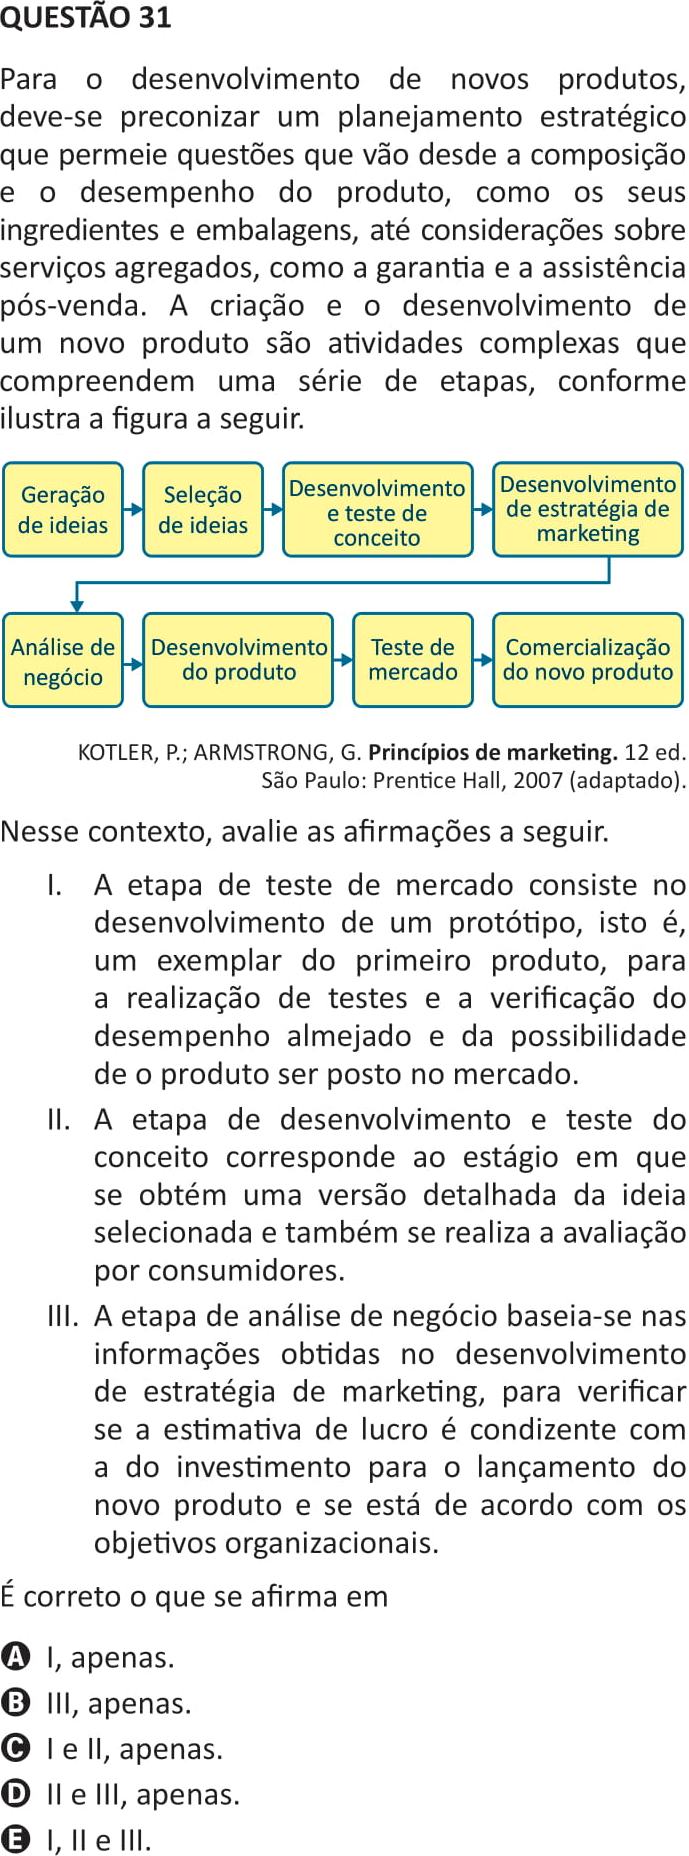 QUESTÃO 31
Para o desenvolvimento de novos produtos,
deve-se preconizar um planejamento estratégico
que permeie questões que vão desde a composição
e o desempenho do produto, como os seus
ingredientes e embalagens, até considerações sobre
serviços agregados, como a garantia e a assistência
pós-venda. A criação e o desenvolvimento de
um novo produto são atividades complexas que
compreendem uma série de etapas, conforme
ilustra a figura a seguir.
Geração
de ideias
Seleção
de ideias
Desenvolvimento
e teste de
conceito
Desenvolvimento
de estratégia de
marketing
Análise de
negócio
Desenvolvimento
do produto
Teste de
mercado
Comercialização
do novo produto
KOTLER, P.; ARMSTRONG, G. Princípios de marketing. 12 ed.
São Paulo: Prentice Hall, 2007 (adaptado).
Nesse contexto, avalie as afirmações a seguir.
I. A etapa de teste de mercado consiste no
desenvolvimento de um protótipo, isto é,
um exemplar do primeiro produto, para
a realização de testes e a verificação do
desempenho almejado e da possibilidade
de o produto ser posto no mercado.
II. A etapa de desenvolvimento e teste do
conceito corresponde ao estágio em que
se obtém uma versão detalhada da ideia
selecionada e também se realiza a avaliação
por consumidores.
III. A etapa de análise de negócio baseia-se nas
informações obtidas no desenvolvimento
de estratégia de marketing, para verificar
se a estimativa de lucro é condizente com
a do investimento para o lançamento do
novo produto e se está de acordo com os
objetivos organizacionais.
É correto o que se afirma em
A I, apenas.
B III, apenas.
C I e II, apenas.
D II e III, apenas.
E I, II e III.